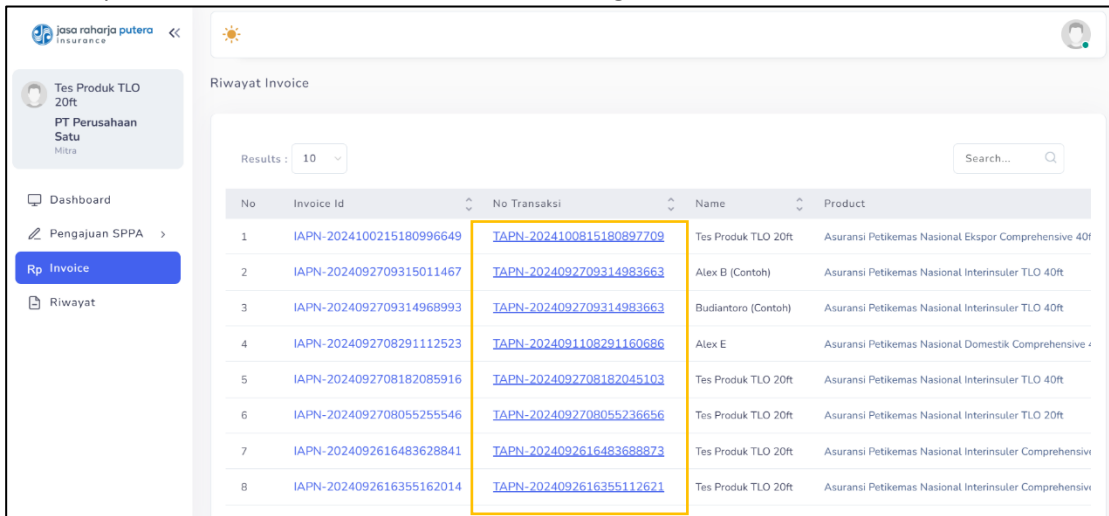 jasa raharja putera
insurance
Tes Produk TLO
20ft
PT Perusahaan
Satu
Mitra
Dashboard
Pengajuan SPPA
Rp Invoice
Riwayat
Riwayat Invoice
Results : 10
Search...
No Invoice Id No Transaksi Name Product
1 IAPN-2024100215180996649 TAPN-2024100815180897709 Tes Produk TLO 20ft Asuransi Petikemas Nasional Ekspor Comprehensive 40f
2 IAPN-2024092709315011467 TAPN-2024092709314983663 Alex B (Contoh) Asuransi Petikemas Nasional Interinsuler TLO 40ft
3 IAPN-2024092709314968993 TAPN-2024092709314983663 Budiantoro (Contoh) Asuransi Petikemas Nasional Interinsuler TLO 40ft
4 IAPN-2024092708291112523 TAPN-2024091108291160686 Alex E Asuransi Petikemas Nasional Domestik Comprehensive 4
5 IAPN-2024092708182085916 TAPN-2024092708182045103 Tes Produk TLO 20ft Asuransi Petikemas Nasional Interinsuler TLO 40ft
6 IAPN-2024092708055255546 TAPN-2024092708055236656 Tes Produk TLO 20ft Asuransi Petikemas Nasional Interinsuler TLO 20ft
7 IAPN-2024092616483628841 TAPN-2024092616483688873 Tes Produk TLO 20ft Asuransi Petikemas Nasional Interinsuler Comprehensive
8 IAPN-2024092616355162014 TAPN-2024092616355112621 Tes Produk TLO 20ft Asuransi Petikemas Nasional Interinsuler Comprehensive